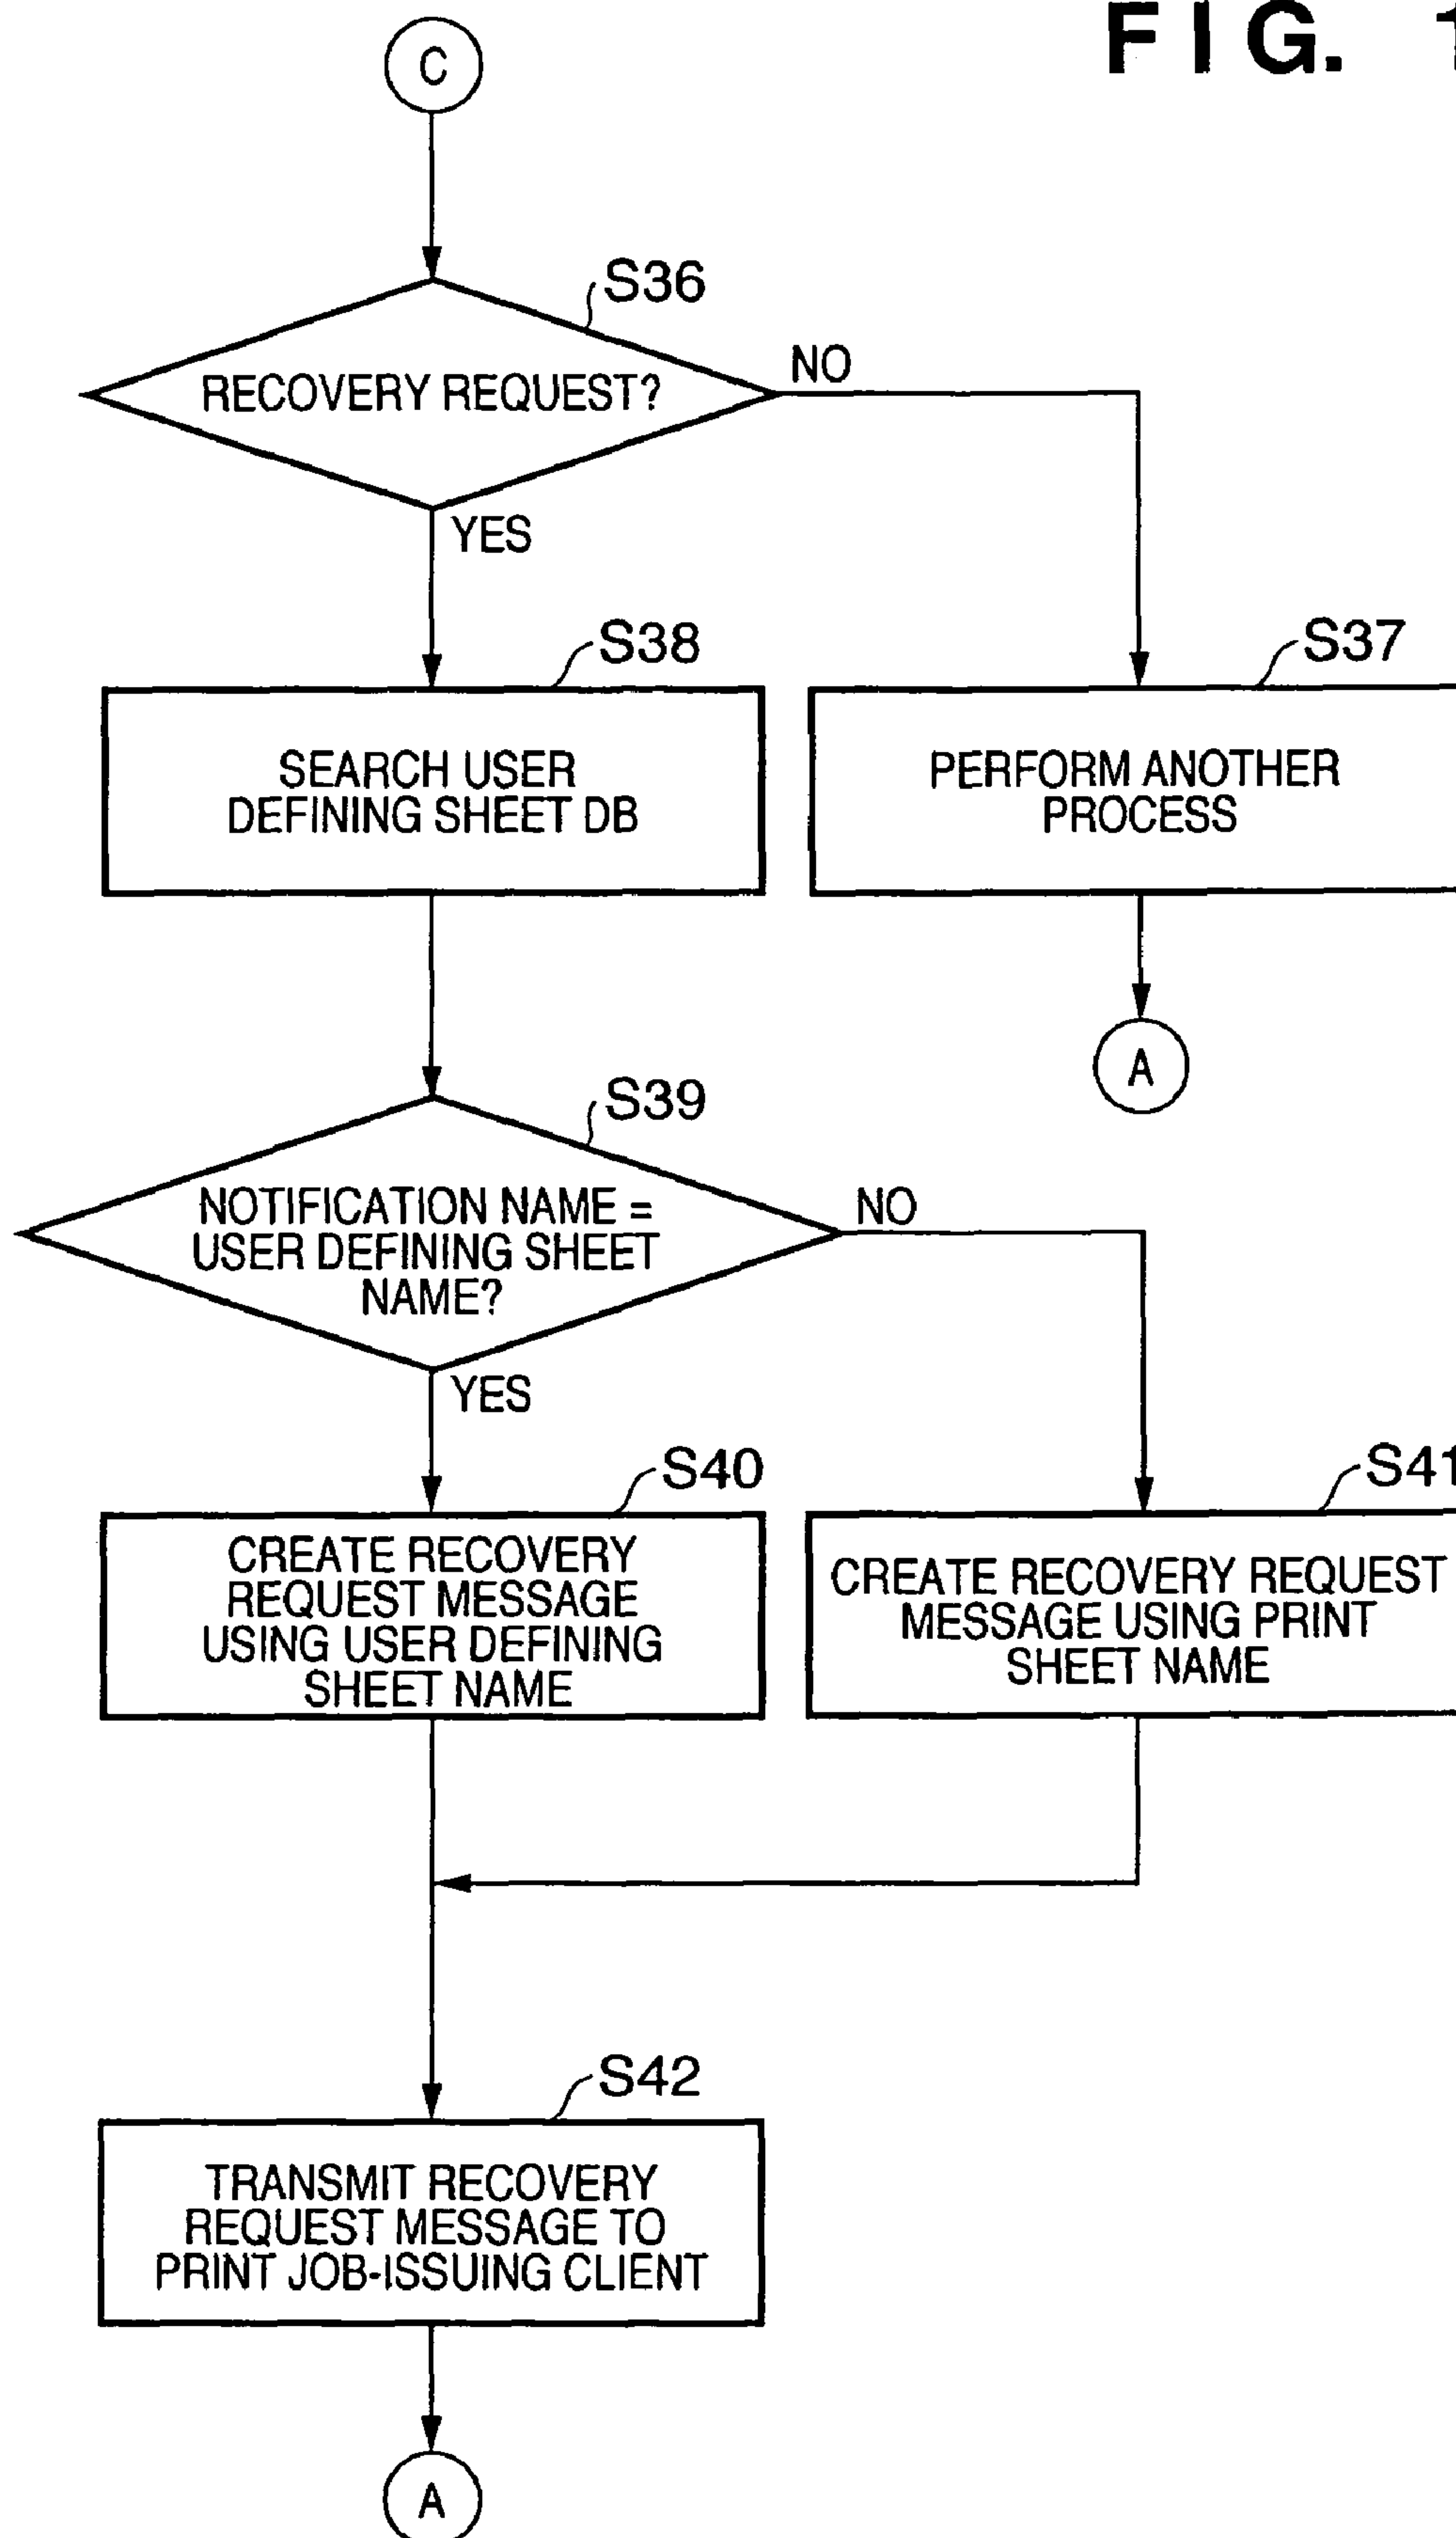 FIG. 1
C
S36
RECOVERY REQUEST?
NO
YES
S38
S37
SEARCH USER
DEFINING SHEET DB
PERFORM ANOTHER
PROCESS
A
S39
NOTIFICATION NAME =
USER DEFINING SHEET
NAME?
NO
YES
S40
S41
CREATE RECOVERY
REQUEST MESSAGE
USING USER DEFINING
SHEET NAME
CREATE RECOVERY REQUEST
MESSAGE USING PRINT
SHEET NAME
S42
TRANSMIT RECOVERY
REQUEST MESSAGE TO
PRINT JOB-ISSUING CLIENT
A